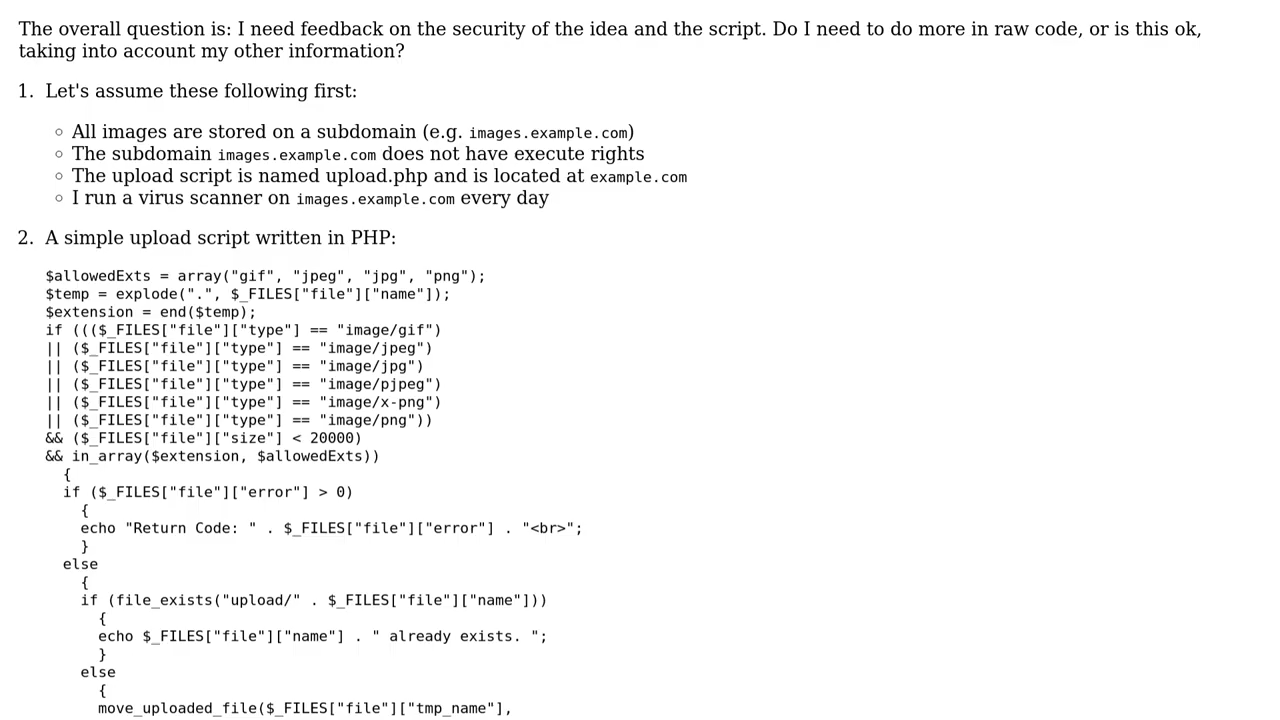 The overall question is: I need feedback on the security of the idea and the script. Do I need to do more in raw code, or is this ok,
taking into account my other information?
1. Let's assume these following first:
◦ All images are stored on a subdomain (e.g. images.example.com)
◦ The subdomain images.example.com does not have execute rights
◦ The upload script is named upload.php and is located at example.com
◦ I run a virus scanner on images.example.com every day
2. A simple upload script written in PHP:
$allowedExts = array("gif", "jpeg", "jpg", "png");
$temp = explode(".", $_FILES["file"]["name"]);
$extension = end($temp);
if ((($_FILES["file"]["type"] == "image/gif")
|| ($_FILES["file"]["type"] == "image/jpeg")
|| ($_FILES["file"]["type"] == "image/jpg")
|| ($_FILES["file"]["type"] == "image/pjpeg")
|| ($_FILES["file"]["type"] == "image/x-png")
|| ($_FILES["file"]["type"] == "image/png"))
&& ($_FILES["file"]["size"] < 20000)
&& in_array($extension, $allowedExts))
  {
  if ($_FILES["file"]["error"] > 0)
    {
    echo "Return Code: " . $_FILES["file"]["error"] . "<br>";
    }
  else
    {
    if (file_exists("upload/" . $_FILES["file"]["name"]))
      {
      echo $_FILES["file"]["name"] . " already exists. ";
      }
    else
      {
      move_uploaded_file($_FILES["file"]["tmp_name"],